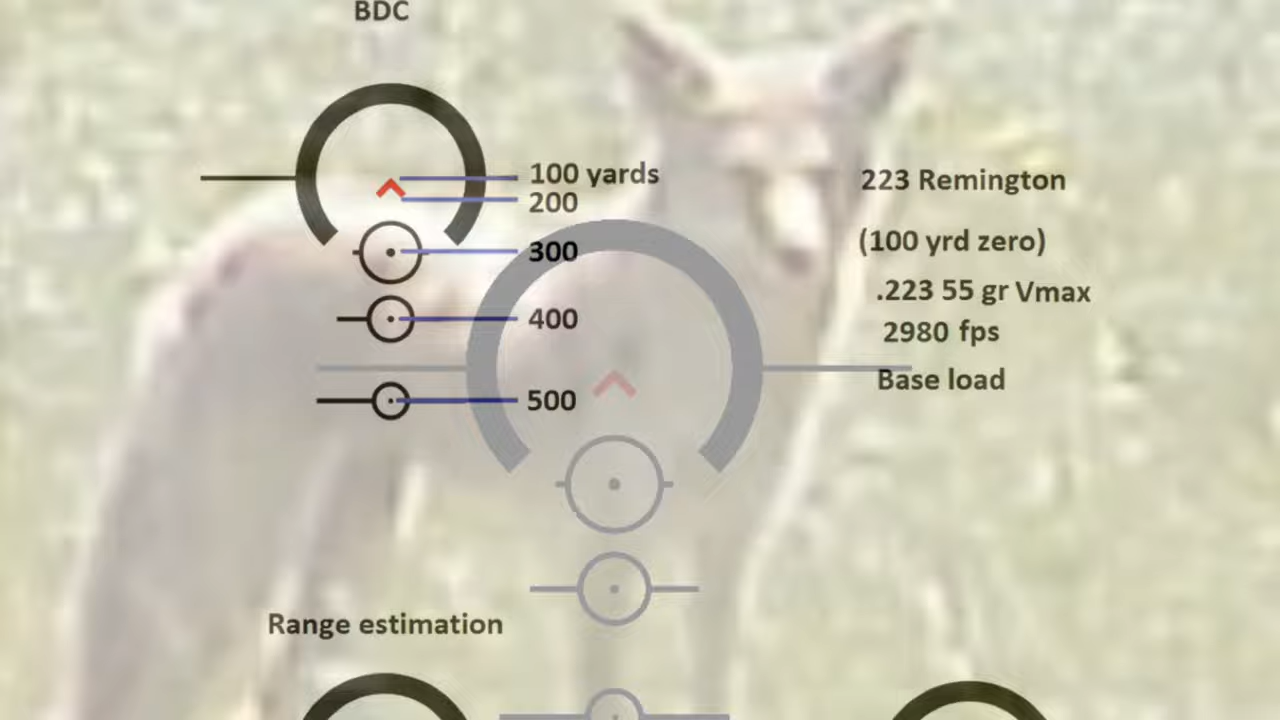 BDC
100 yards
200
300
400
500
223 Remington
(100 yrd zero)
.223 55 gr Vmax
2980 fps
Base load
Range estimation